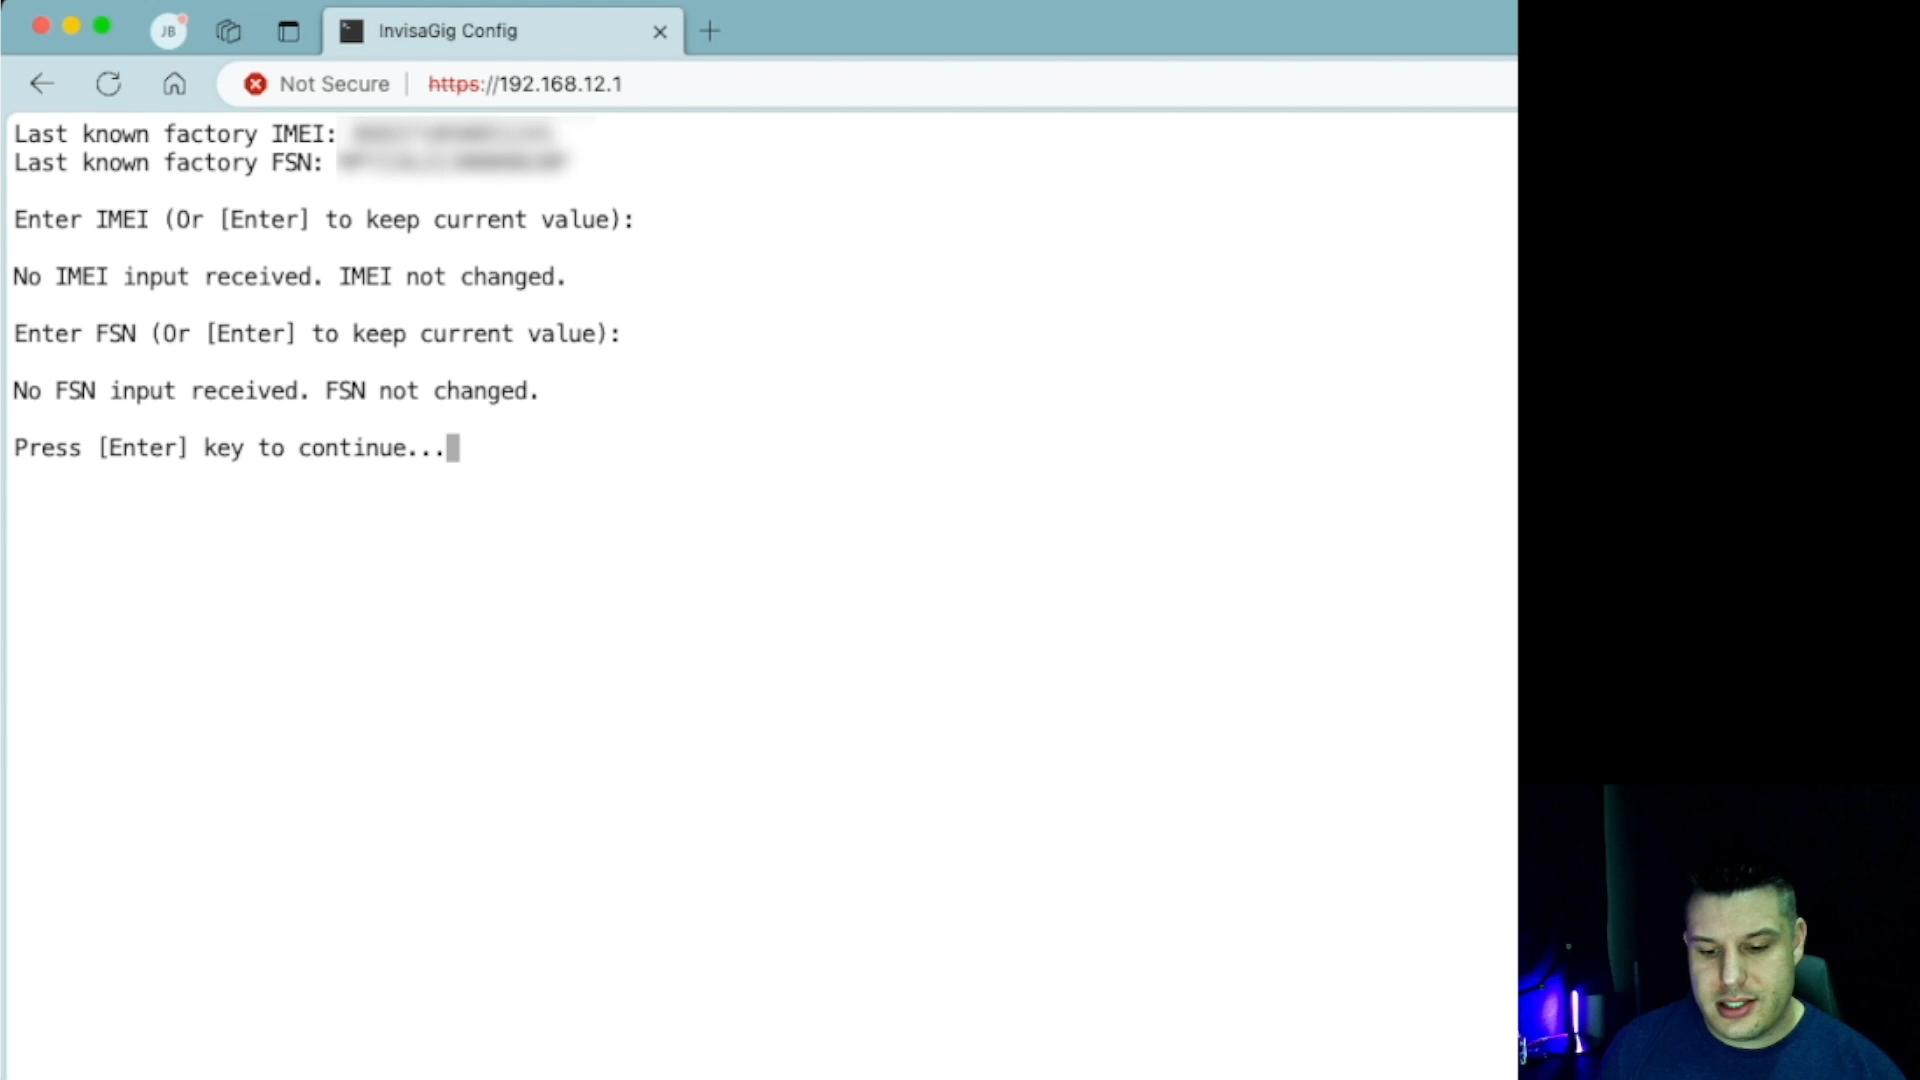 JB
InvisaGig Config
Not Secure
https://192.168.12.1
Last known factory IMEI:
Last known factory FSN:
Enter IMEI (Or [Enter] to keep current value):
No IMEI input received. IMEI not changed.
Enter FSN (Or [Enter] to keep current value):
No FSN input received. FSN not changed.
Press [Enter] key to continue...